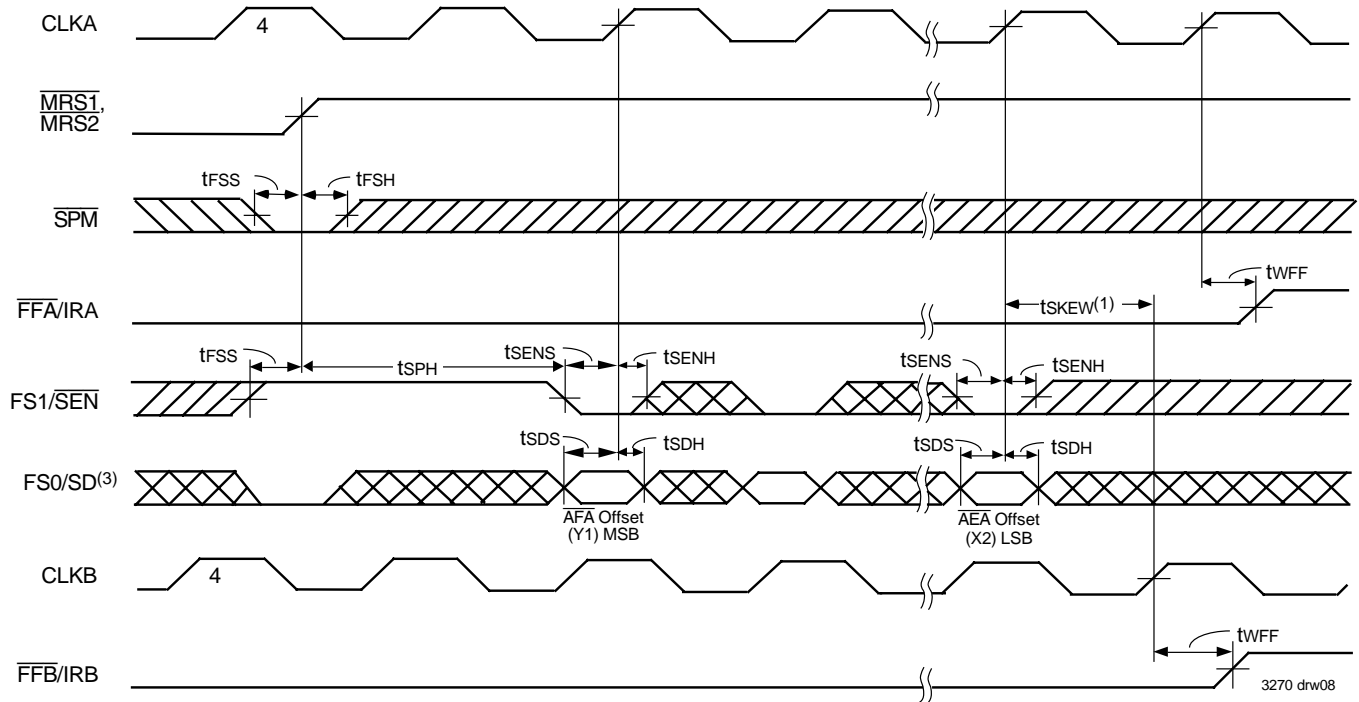 CLKA
4
MRS1,
MRS2
tFSS
tFSH
SPM
tWFF
FFA/IRA
tSKEW(1)
tFSS
tSPH
tSENS
tSENH
tSENS
tSENH
FS1/SEN
tSDS
tSDH
tSDS
tSDH
FS0/SD(3)
AFA Offset
(Y1) MSB
AEA Offset
(X2) LSB
CLKB
4
tWFF
FFB/IRB
3270 drw08